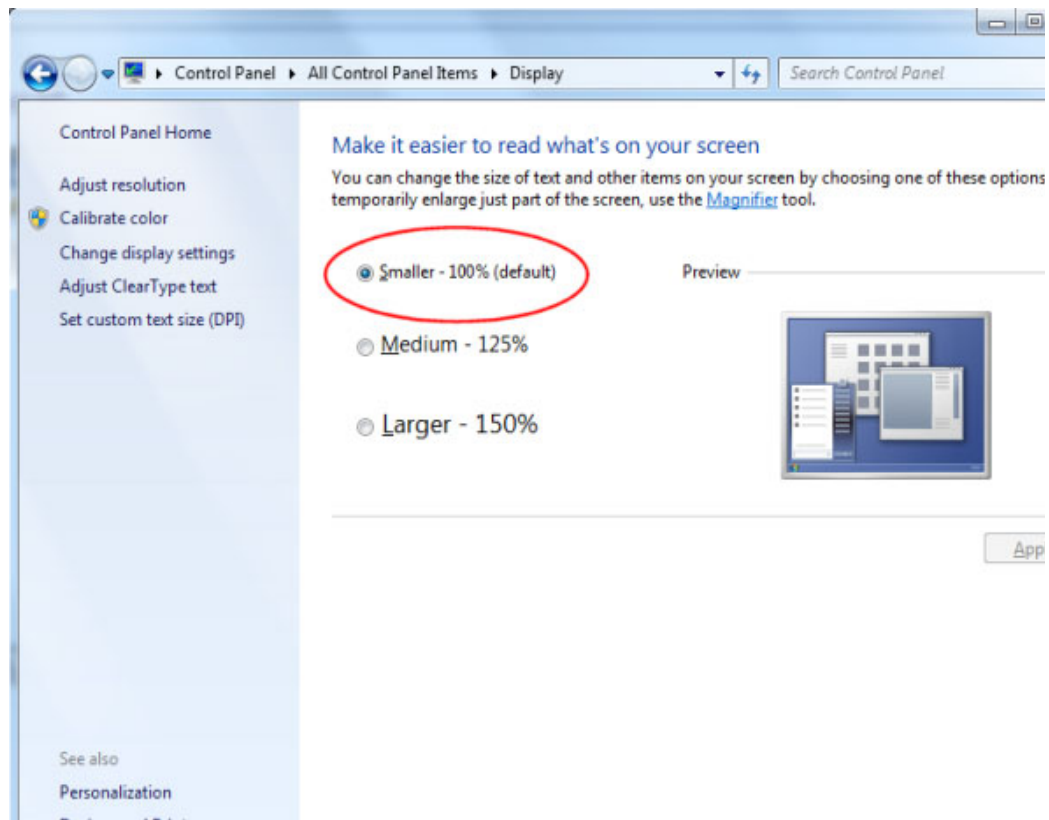 Control Panel ▸ All Control Panel Items ▸ Display
Search Control Panel
Control Panel Home
Adjust resolution
Calibrate color
Change display settings
Adjust ClearType text
Set custom text size (DPI)
See also
Personalization
Make it easier to read what's on your screen
You can change the size of text and other items on your screen by choosing one of these options
temporarily enlarge just part of the screen, use the Magnifier tool.
Smaller - 100% (default)
Preview
Medium - 125%
Larger - 150%
App